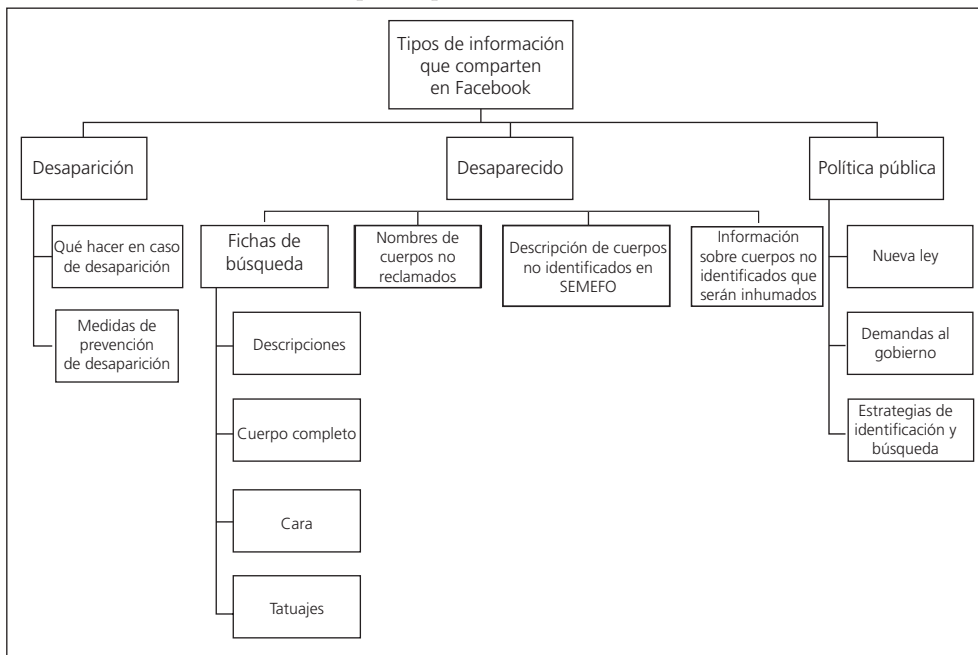 Tipos de información
que comparten
en Facebook
Desaparición
Desaparecido
Política pública
Qué hacer en caso
de desaparición
Medidas de
prevención
de desaparición
Fichas de
búsqueda
Nombres de
cuerpos no
reclamados
Descripción de cuerpos
no identificados en
SEMEFO
Información
sobre cuerpos no
identificados que
serán inhumados
Descripciones
Cuerpo completo
Cara
Tatuajes
Nueva ley
Demandas al
gobierno
Estrategias de
identificación y
búsqueda